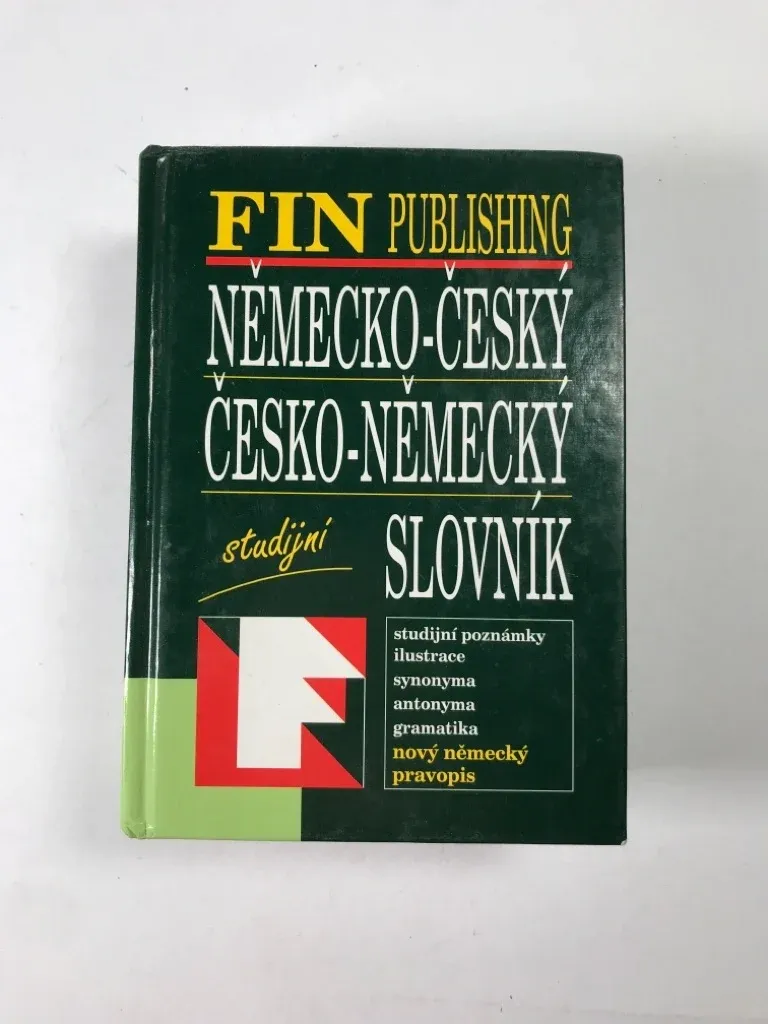 FIN PUBLISHING
NĚMECKO-ČESKÝ
ČESKO-NĚMECKÝ
studijní
SLOVNÍK
studijní poznámky
ilustrace
synonyma
antonyma
gramatika
nový německý
pravopis